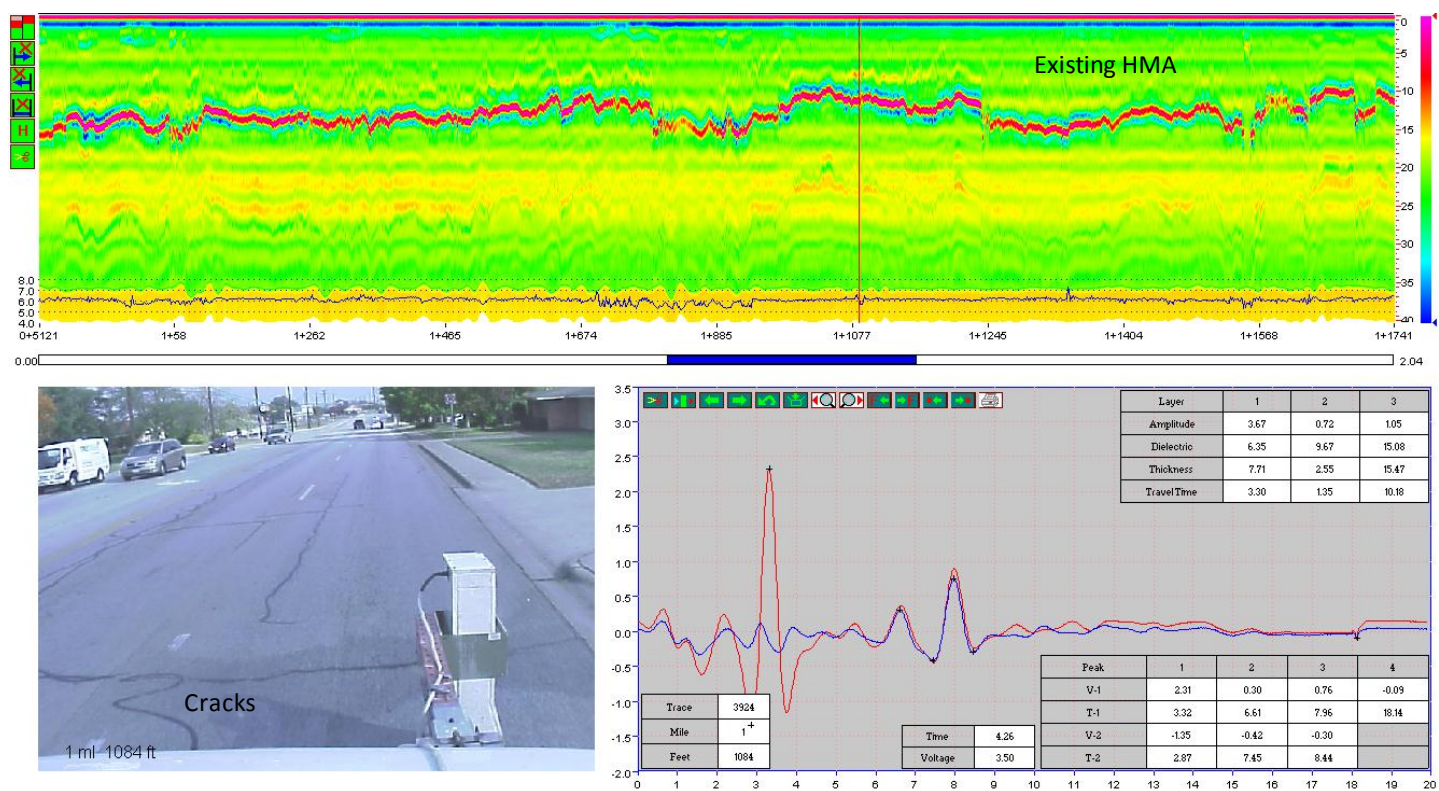 Existing HMA
0
-5
-10
-15
-20
-25
-30
-35
-40
H
8.0
7.0
6.0
5.0
4.0
0+5121 1+58 1+262 1+465 1+674 1+885 1+1077 1+1245 1+1404 1+1568 1+1741
0.00 2.04
Cracks
1 ml 1084 ft
3.5
3.0
2.5
2.0
1.5
1.0
0.5
0.0
-0.5
-1.0
-1.5
-2.0
0 1 2 3 4 5 6 7 8 9 10 11 12 13 14 15 16 17 18 19 20
Layer 1 2 3
Amplitude 3.67 0.72 1.05
Dielectric 6.35 9.67 15.08
Thickness 7.71 2.55 15.47
Travel Time 3.30 1.35 10.18
Trace 3924
Mile 1+
Feet 1084
Time 4.26
Voltage 3.50
Peak 1 2 3 4
V-1 2.31 0.30 0.76 -0.09
T-1 3.32 6.61 7.96 18.14
V-2 -1.35 -0.42 -0.30
T-2 2.87 7.45 8.44